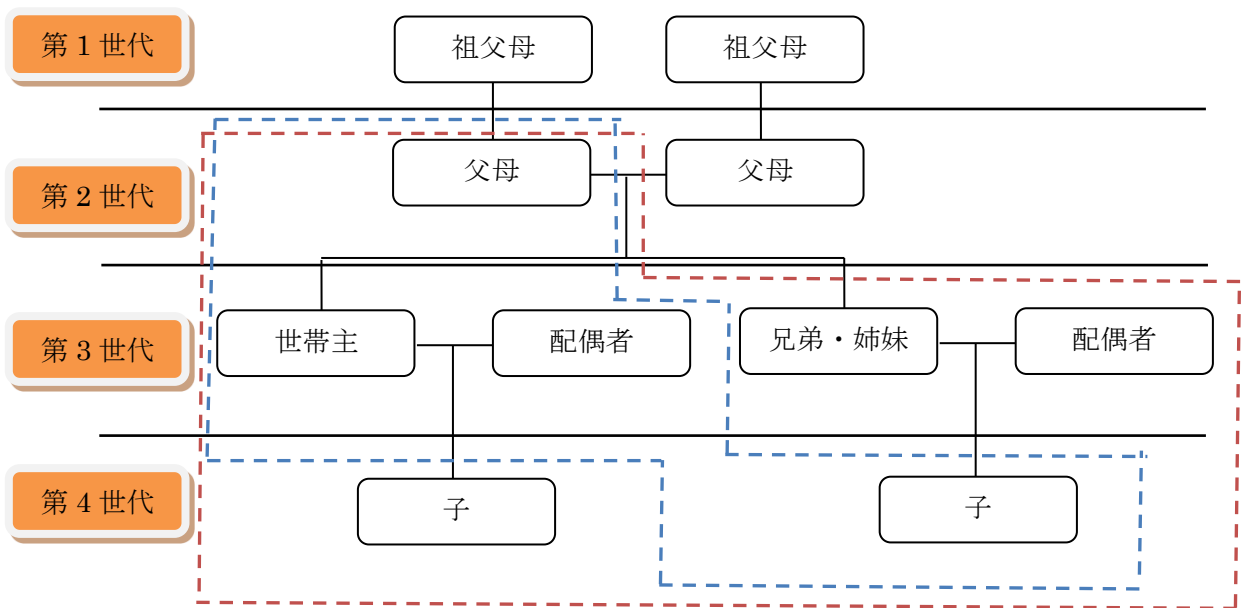 第 1 世代
祖父母
祖父母
第 2 世代
父母
父母
第 3 世代
世帯主
配偶者
兄弟・姉妹
配偶者
第 4 世代
子
子